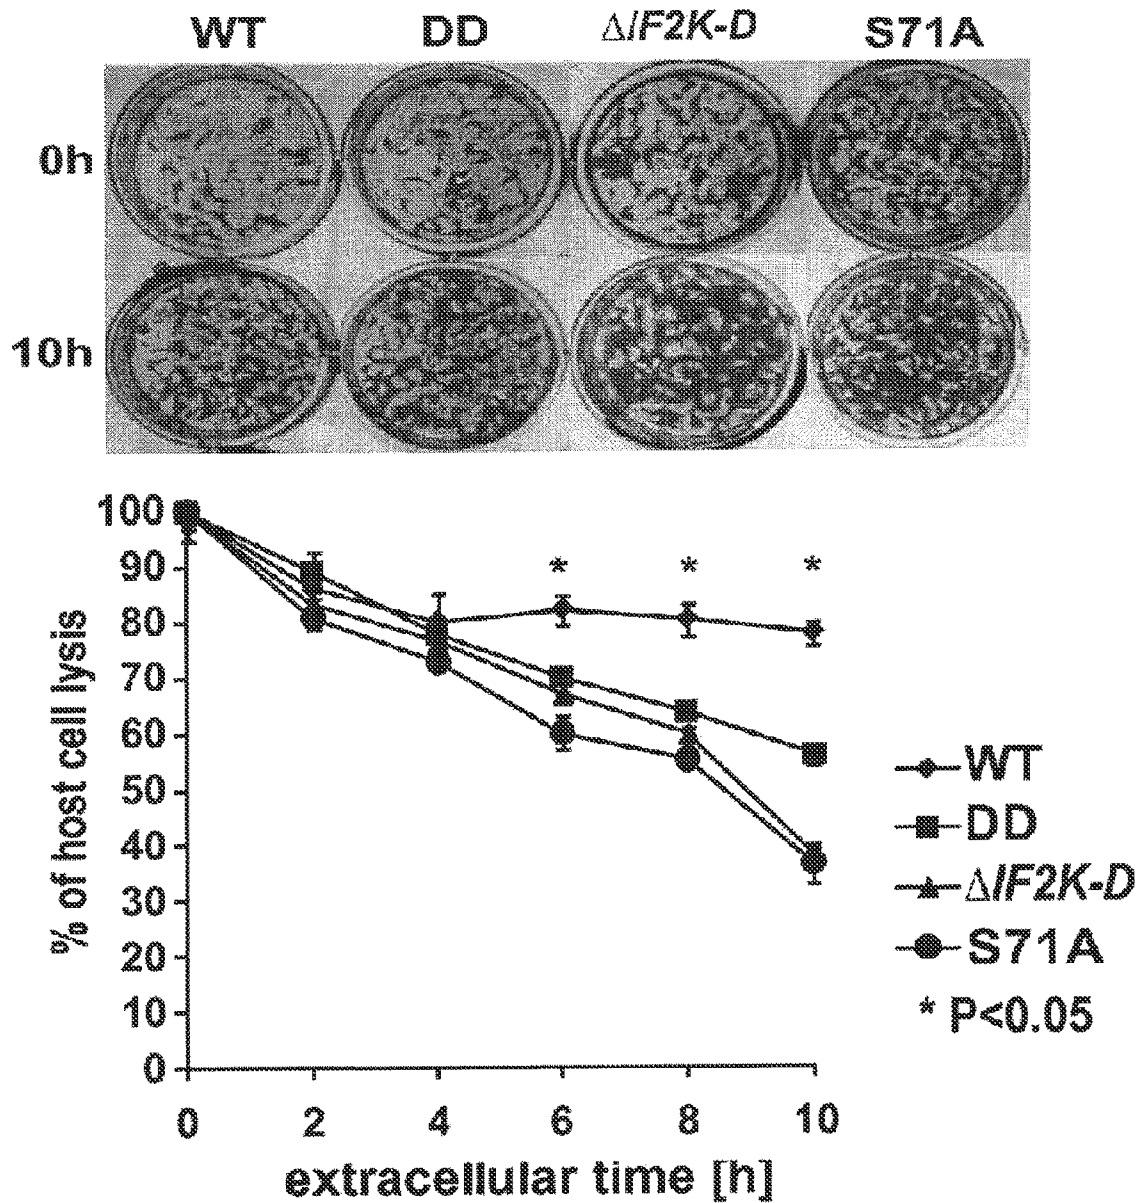 WT DD ΔIF2K-D S71A
0h
10h
% of host cell lysis
100
90
80
70
60
50
40
30
20
10
0
* * *
0 2 4 6 8 10
extracellular time [h]
WT
DD
ΔIF2K-D
S71A
* P<0.05